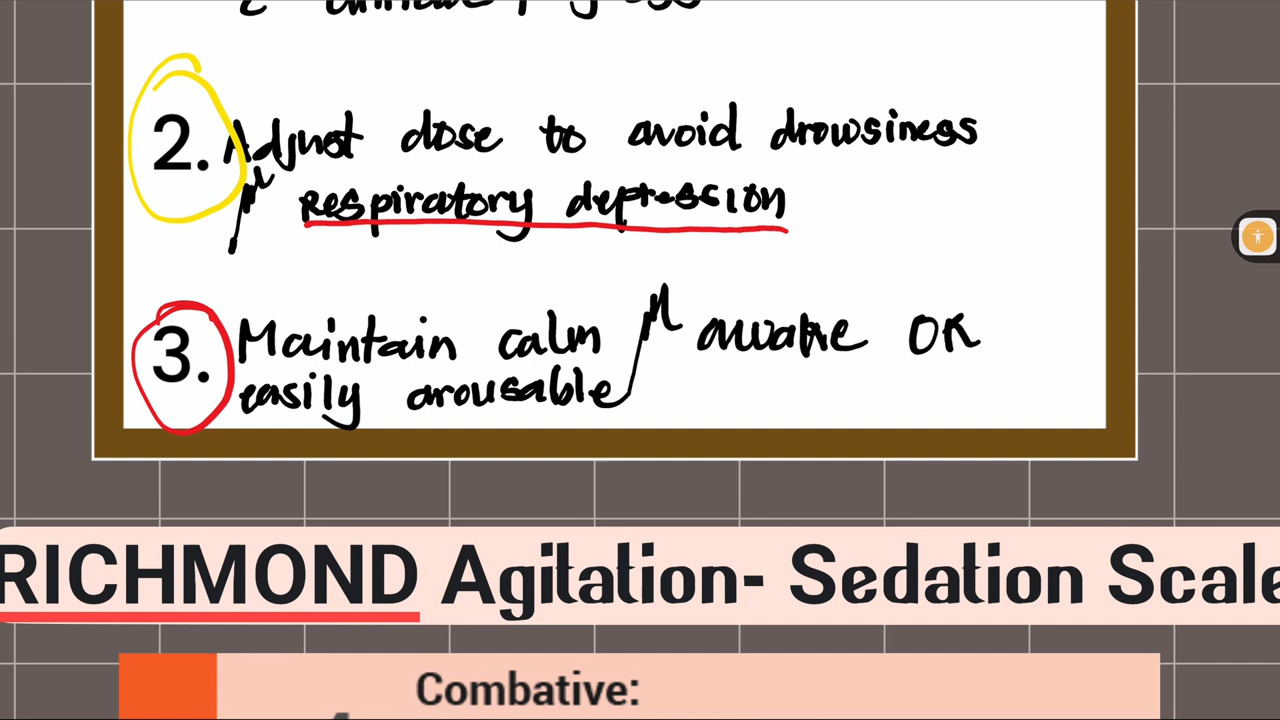 2. Adjust dose to avoid drowsiness
respiratory depression
3. Maintain calm awake OR
easily arousable
RICHMOND Agitation- Sedation Scale
Combative: